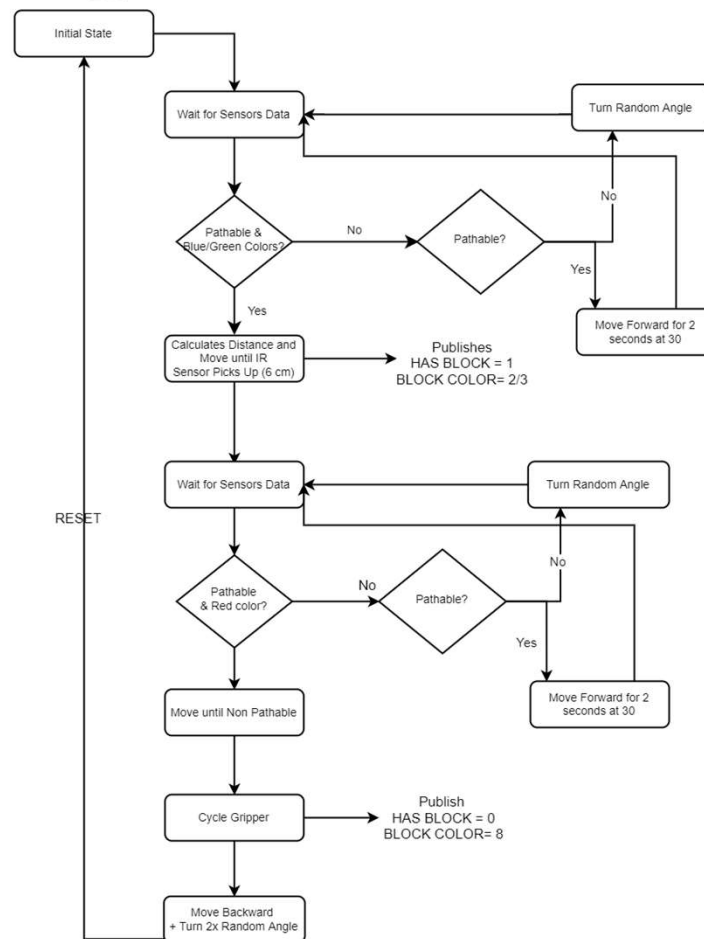 Initial State
Wait for Sensors Data
Turn Random Angle
No
Pathable &
Blue/Green Colors?
No
Pathable?
Yes
Yes
Move Forward for 2
seconds at 30
Calculates Distance and
Move until IR
Sensor Picks Up (6 cm)
Publishes
HAS BLOCK = 1
BLOCK COLOR= 2/3
Wait for Sensors Data
Turn Random Angle
RESET
No
Pathable
& Red color?
No
Pathable?
Yes
Move until Non Pathable
Move Forward for 2
seconds at 30
Cycle Gripper
Publish
HAS BLOCK = 0
BLOCK COLOR= 8
Move Backward
+ Turn 2x Random Angle